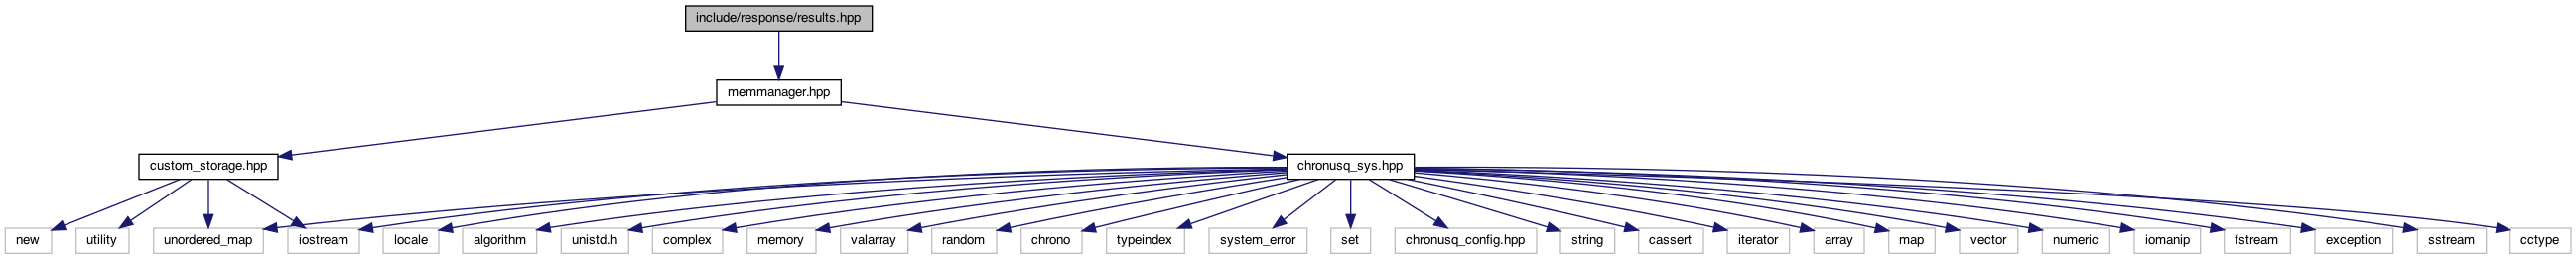 include/response/results.hpp
memmanager.hpp
custom_storage.hpp
chronusq_sys.hpp
new
utility
unordered_map
iostream
locale
algorithm
unistd.h
complex
memory
valarray
random
chrono
typeindex
system_error
set
chronusq_config.hpp
string
cassert
iterator
array
map
vector
numeric
iomanip
fstream
exception
sstream
cctype